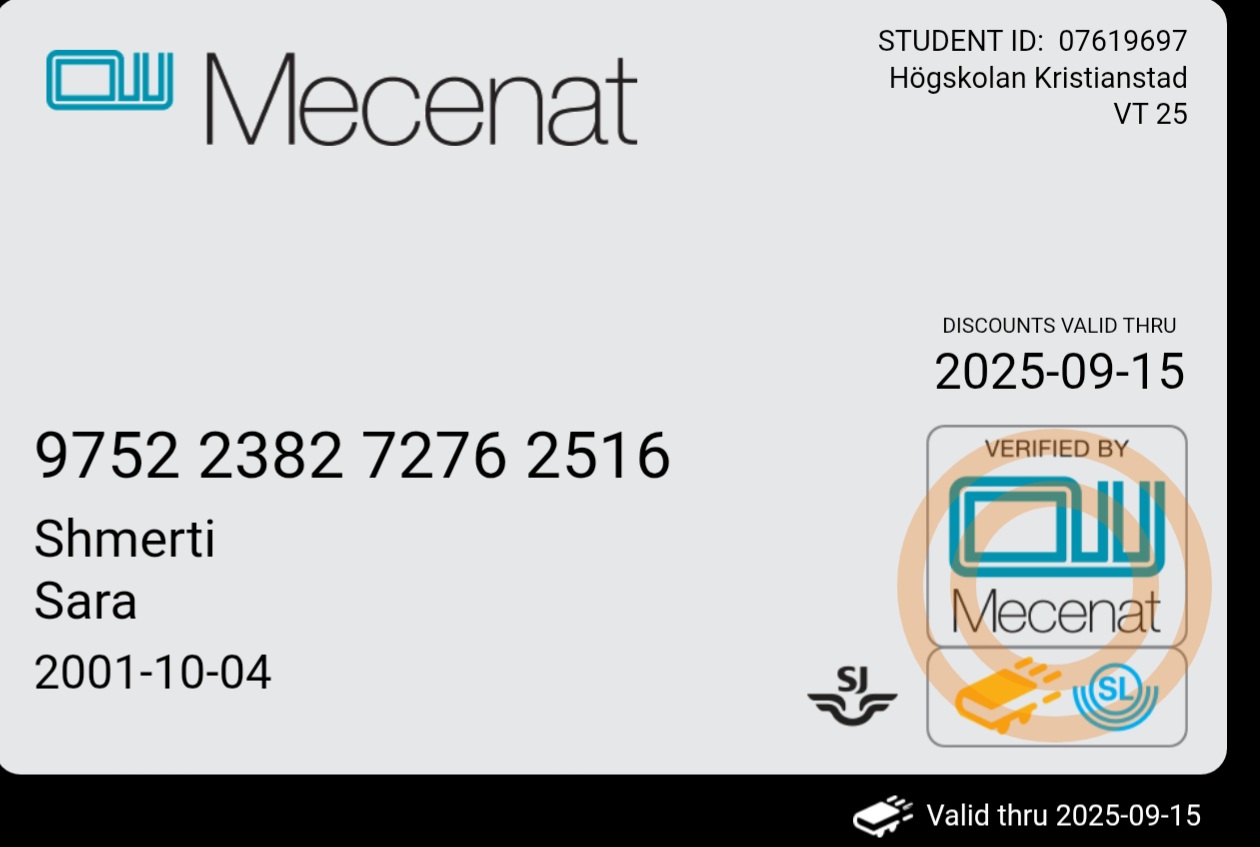 Mecenat
STUDENT ID: 07619697
Högskolan Kristianstad
VT 25
DISCOUNTS VALID THRU
2025-09-15
9752 2382 7276 2516
Shmerti
Sara
2001-10-04
VERIFIED BY
Mecenat
SJ
SL
Valid thru 2025-09-15